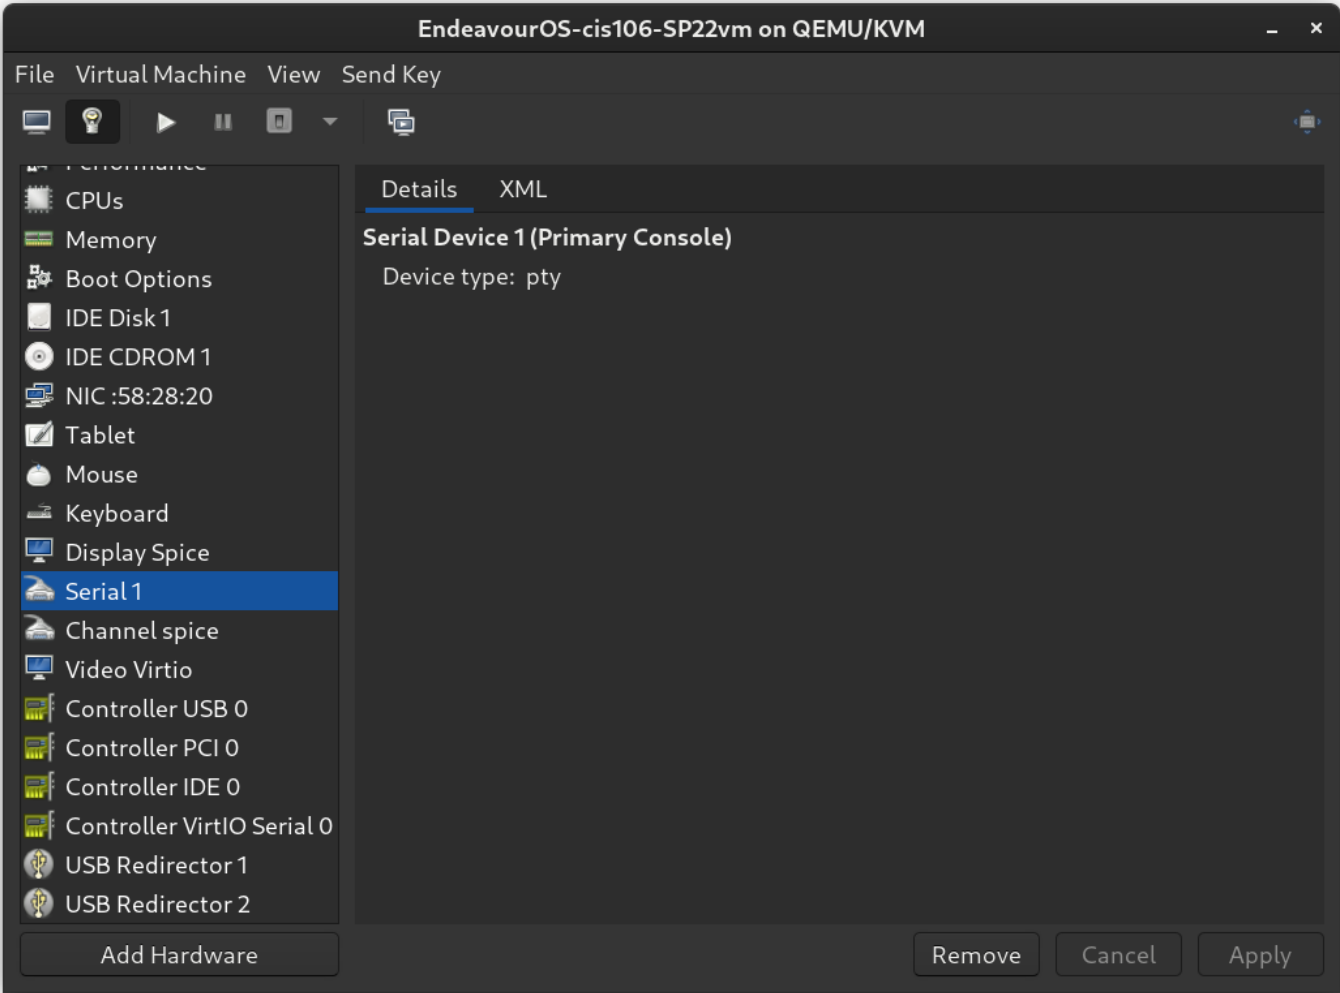 EndeavourOS-cis106-SP22vm on QEMU/KVM
File Virtual Machine View Send Key
Performance
CPUs
Memory
Boot Options
IDE Disk 1
IDE CDROM 1
NIC :58:28:20
Tablet
Mouse
Keyboard
Display Spice
Serial 1
Channel spice
Video Virtio
Controller USB 0
Controller PCI 0
Controller IDE 0
Controller VirtIO Serial 0
USB Redirector 1
USB Redirector 2
Add Hardware
Details XML
Serial Device 1 (Primary Console)
Device type: pty
Remove Cancel Apply